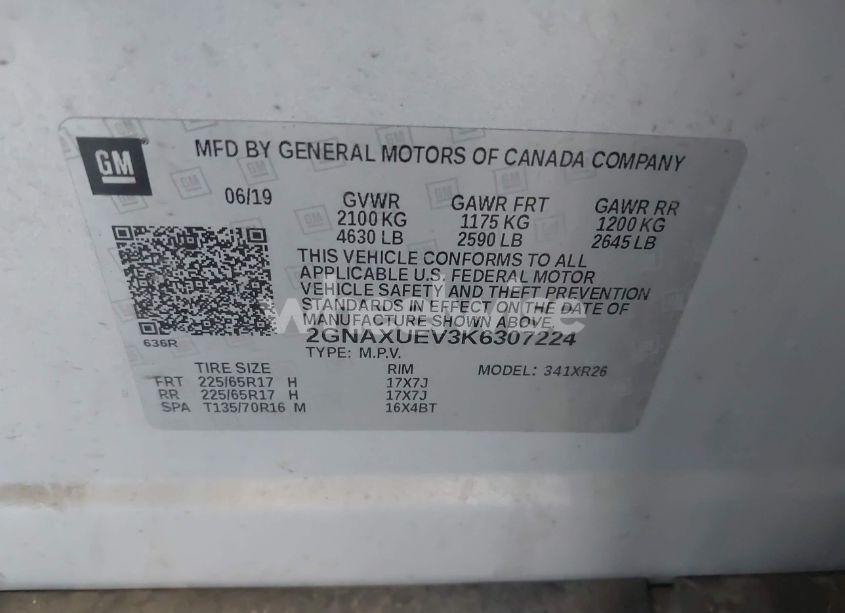 GM
MFD BY GENERAL MOTORS OF CANADA COMPANY
06/19 GVWR GAWR FRT GAWR RR
2100 KG 1175 KG 1200 KG
4630 LB 2590 LB 2645 LB
THIS VEHICLE CONFORMS TO ALL
APPLICABLE U.S. FEDERAL MOTOR
VEHICLE SAFETY AND THEFT PREVENTION
STANDARDS IN EFFECT ON THE DATE OF
MANUFACTURE SHOWN ABOVE.
636R
2GNAXUEV3K6307224
TYPE: M.P.V. MODEL: 341XR26
TIRE SIZE RIM
FRT 225/65R17 H 17X7J
RR 225/65R17 H 17X7J
SPA T135/70R16 M 16X4BT